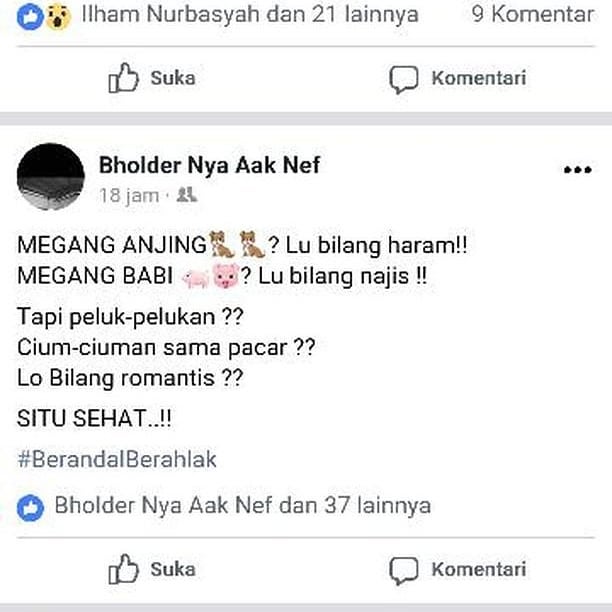 Ilham Nurbasyah dan 21 lainnya 9 Komentar
Suka Komentari
Bholder Nya Aak Nef
18 jam ·
MEGANG ANJING🐕🐕? Lu bilang haram!!
MEGANG BABI 🐖🐷? Lu bilang najis !!
Tapi peluk-pelukan ??
Cium-ciuman sama pacar ??
Lo Bilang romantis ??
SITU SEHAT..!!
#BerandalBerahlak
Bholder Nya Aak Nef dan 37 lainnya
Suka Komentari